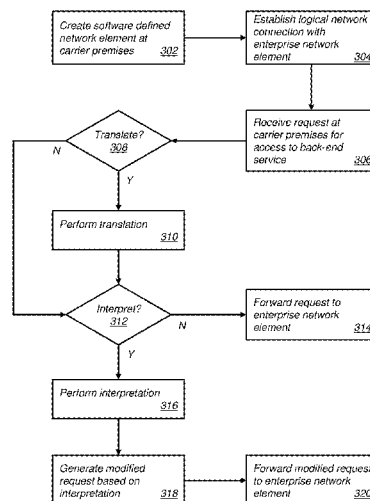 Create software defined
network element at
carrier premises
302
Establish logical network
connection with
enterprise network
element
304
Receive request at
carrier premises for
access to back-end
service
306
Translate?
308
N
Y
Perform translation
310
Interpret?
312
N
Y
Forward request to
enterprise network
element
314
Perform interpretation
316
Generate modified
request based on
interpretation
318
Forward modified request
to enterprise network
element
320